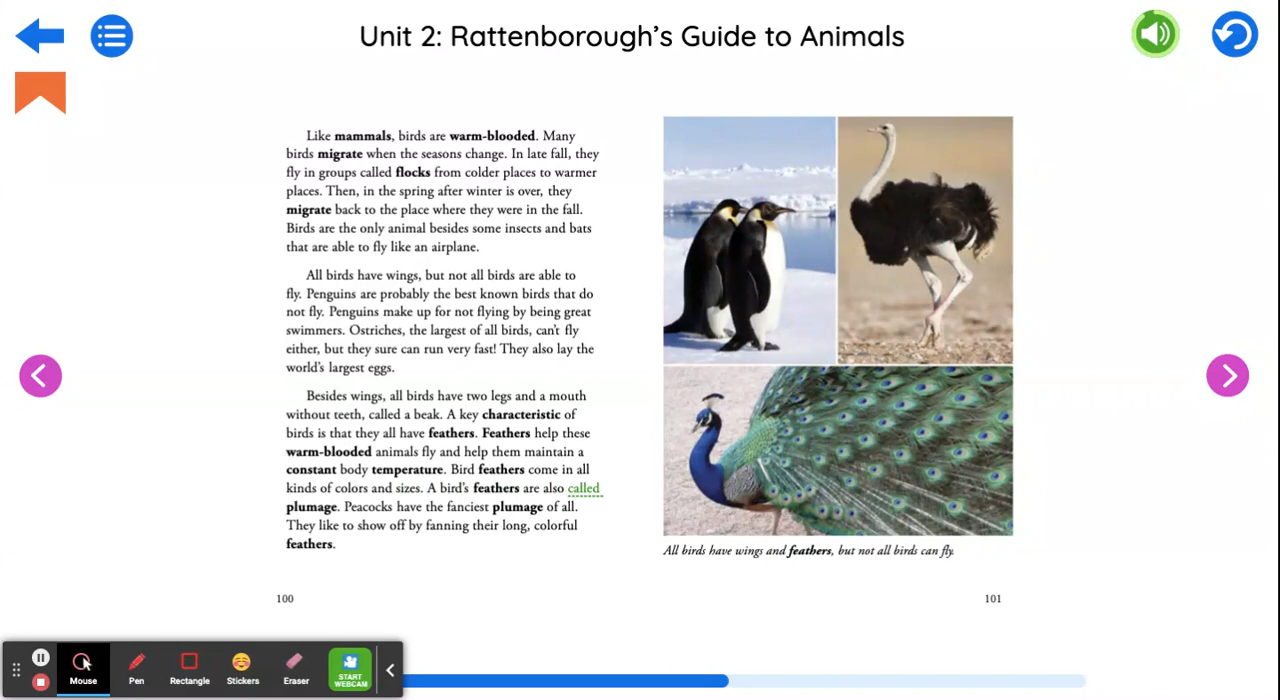 Unit 2: Rattenborough's Guide to Animals
Like mammals, birds are warm-blooded. Many
birds migrate when the seasons change. In late fall, they
fly in groups called flocks from colder places to warmer
places. Then, in the spring after winter is over, they
migrate back to the place where they were in the fall.
Birds are the only animal besides some insects and bats
that are able to fly like an airplane.
All birds have wings, but not all birds are able to
fly. Penguins are probably the best known birds that do
not fly. Penguins make up for not flying by being great
swimmers. Ostriches, the largest of all birds, can't fly
either, but they sure can run very fast! They also lay the
world's largest eggs.
Besides wings, all birds have two legs and a mouth
without teeth, called a beak. A key characteristic of
birds is that they all have feathers. Feathers help these
warm-blooded animals fly and help them maintain a
constant body temperature. Bird feathers come in all
kinds of colors and sizes. A bird's feathers are also called
plumage. Peacocks have the fanciest plumage of all.
They like to show off by fanning their long, colorful
feathers.
100
All birds have wings and feathers, but not all birds can fly.
101
Mouse
Pen
Rectangle
Stickers
Eraser
START
WEBCAM